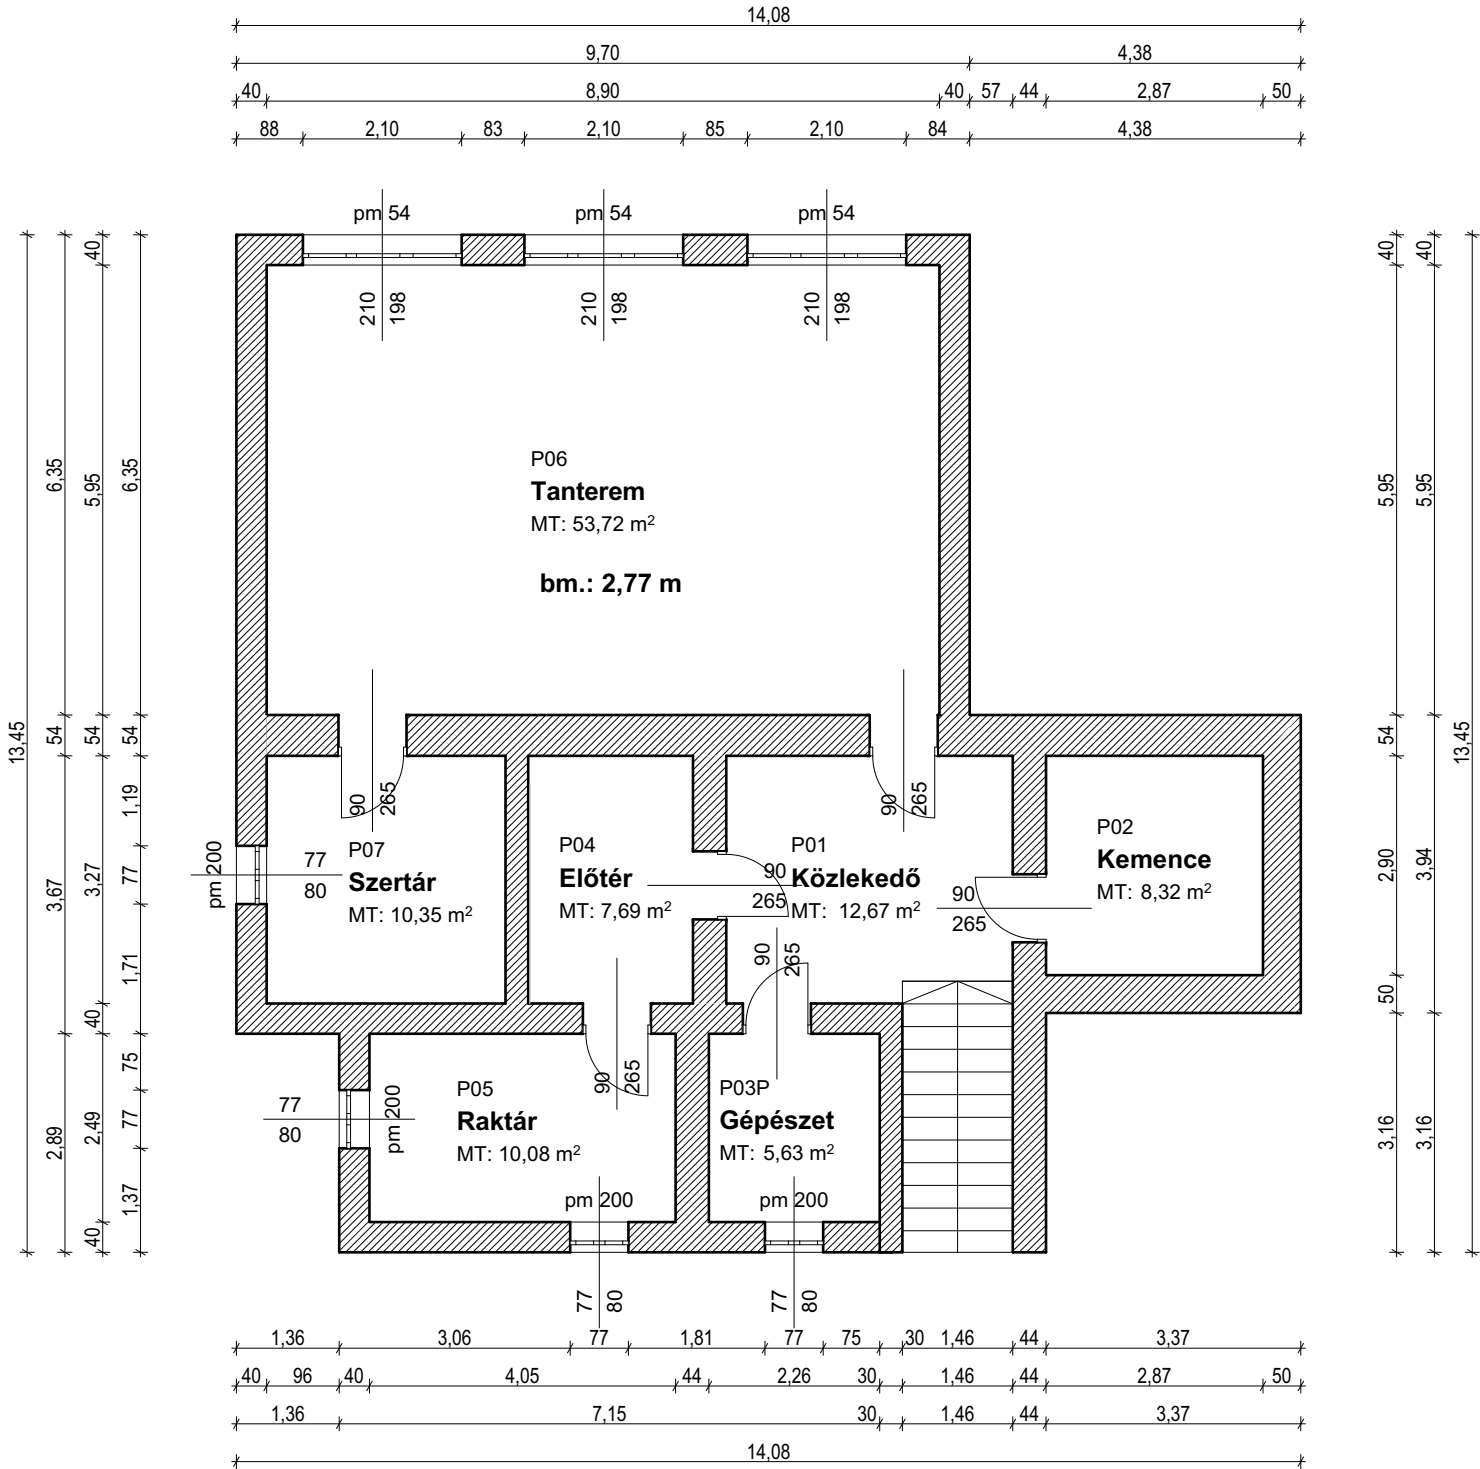 14,08
9,70 4,38
40 8,90 40 57 44 2,87 50
88 2,10 83 2,10 85 2,10 84 4,38
pm 54 pm 54 pm 54
210 198 210 198 210 198
13,45
6,35 54 3,67 2,89
40 5,95 54 3,27 40 2,49 40
6,35 54 1,19 77 1,71 75 77 1,37
40 5,95 54 2,90 50 3,16
40 5,95 3,94 3,16
13,45
P06
Tanterem
MT: 53,72 m²
bm.: 2,77 m
90 265
90 265
pm 200
77
80
P07
Szertár
MT: 10,35 m²
P04
Előtér
MT: 7,69 m²
90
265
P01
Közlekedő
MT: 12,67 m²
90
265
P02
Kemence
MT: 8,32 m²
90 265
90 265
77
80
pm 200
P05
Raktár
MT: 10,08 m²
P03P
Gépészet
MT: 5,63 m²
pm 200 pm 200
77 80 77 80
1,36 3,06 77 1,81 77 75 30 1,46 44 3,37
40 96 40 4,05 44 2,26 30 1,46 44 2,87 50
1,36 7,15 30 1,46 44 3,37
14,08